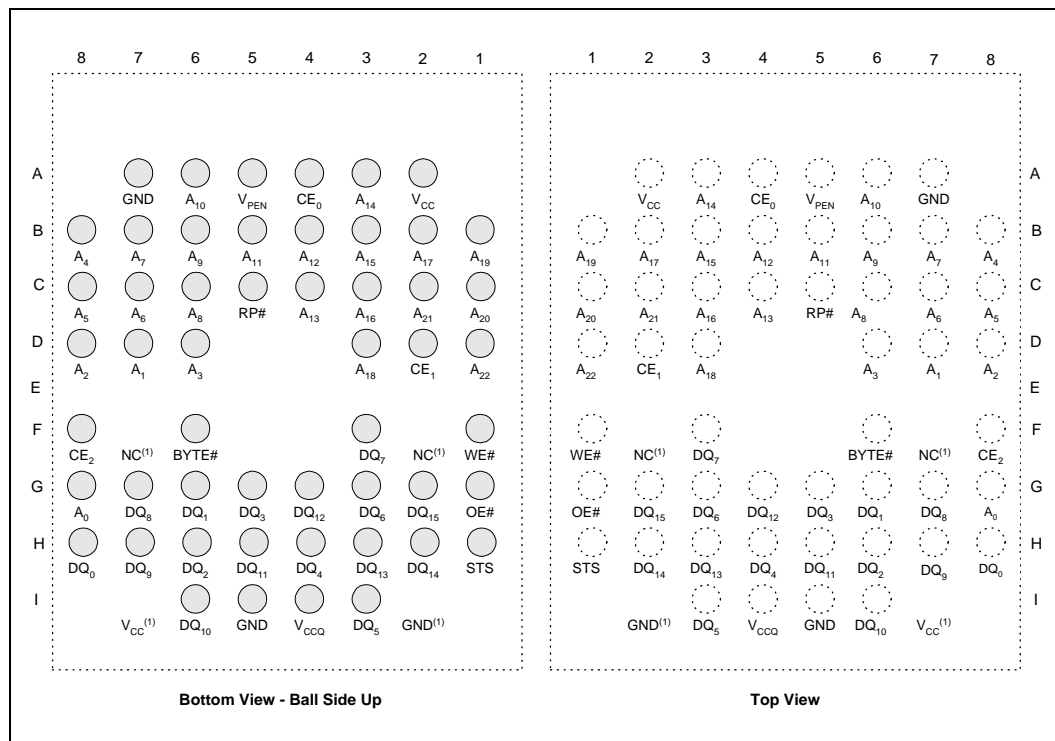 8 7 6 5 4 3 2 1 1 2 3 4 5 6 7 8
A A
GND A10 VPEN CE0 A14 VCC VCC A14 CE0 VPEN A10 GND
B B
A4 A7 A9 A11 A12 A15 A17 A19 A19 A17 A15 A12 A11 A9 A7 A4
C C
A5 A6 A8 RP# A13 A16 A21 A20 A20 A21 A16 A13 RP# A8 A6 A5
D D
A2 A1 A3 A18 CE1 A22 A22 CE1 A18 A3 A1 A2
E E
F F
CE2 NC(1) BYTE# DQ7 NC(1) WE# WE# NC(1) DQ7 BYTE# NC(1) CE2
G G
A0 DQ8 DQ1 DQ3 DQ12 DQ6 DQ15 OE# OE# DQ15 DQ6 DQ12 DQ3 DQ1 DQ8 A0
H H
DQ0 DQ9 DQ2 DQ11 DQ4 DQ13 DQ14 STS STS DQ14 DQ13 DQ4 DQ11 DQ2 DQ9 DQ0
I I
VCC(1) DQ10 GND VCCQ DQ5 GND(1) GND(1) DQ5 VCCQ GND DQ10 VCC(1)
Bottom View - Ball Side Up Top View